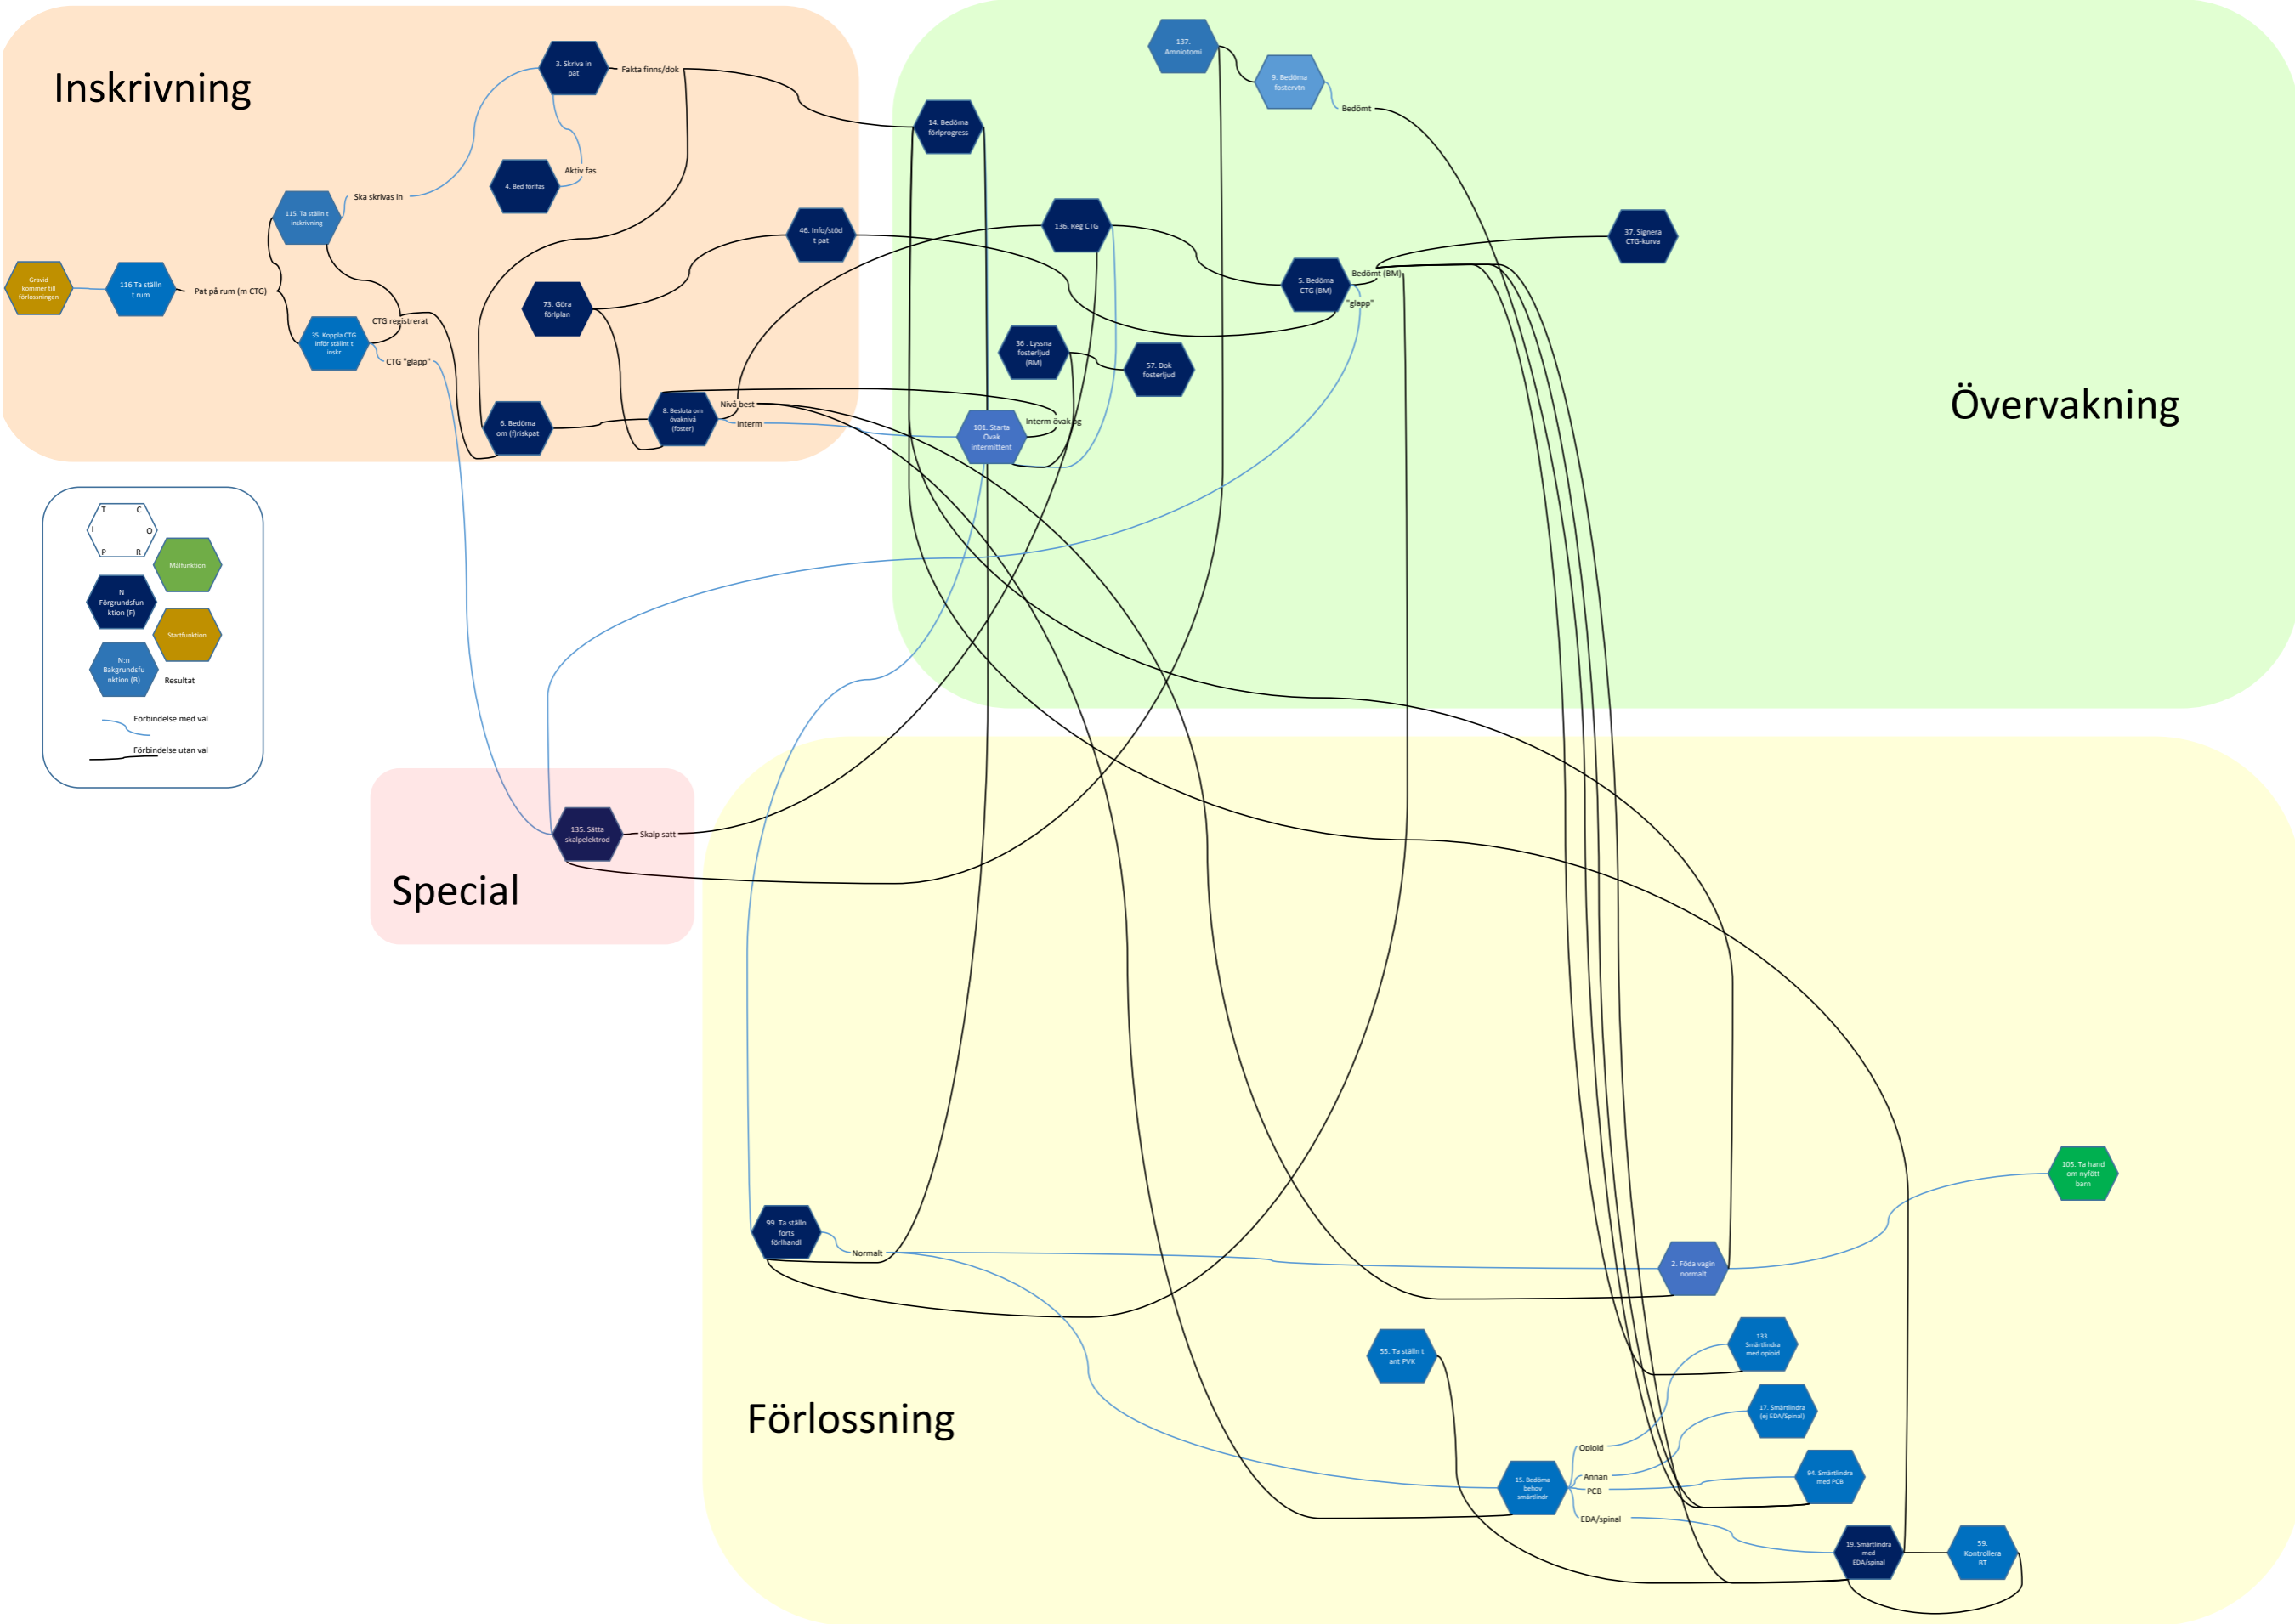 Inskrivning
3. Skriva in
pat
Fakta finns/dok
4. Bed förlfas
Aktiv fas
115. Ta ställn t
inskrivning
Ska skrivas in
46. Info/stöd
t pat
Gravid
kommer till
förlossningen
116 Ta ställn
t rum
Pat på rum (m CTG)
35. Koppla CTG
inför ställnt t
inskr
CTG registrerat
CTG "glapp"
73. Göra
förlplan
6. Bedöma
om (f)riskpat
8. Besluta om
övaknivå
(foster)
Nivå best
Interm
137.
Amniotomi
9. Bedöma
fostervtn
Bedömt
14. Bedöma
förlprogress
136. Reg CTG
5. Bedöma
CTG (BM)
Bedömt (BM)
"glapp"
37. Signera
CTG-kurva
36 . Lyssna
fosterljud
(BM)
57. Dok
fosterljud
101. Starta
Övak
intermittent
Interm övak pg
Övervakning
T
C
I
O
P
R
Målfunktion
N
Förgrundsfun
ktion (F)
Startfunktion
N:n
Bakgrundsfu
nktion (B)
Resultat
Förbindelse med val
Förbindelse utan val
135. Sätta
skalpelektrod
Skalp satt
Special
99. Ta ställn
forts
förlhandl
Normalt
2. Föda vagin
normalt
105. Ta hand
om nyfött
barn
55. Ta ställn t
ant PVK
133.
Smärtlindra
med opioid
17. Smärtlindra
(ej EDA/Spinal)
Förlossning
15. Bedöma
behov
smärtlindr
Opioid
Annan
PCB
EDA/spinal
94. Smärtlindra
med PCB
19. Smärtlindra
med
EDA/spinal
59.
Kontrollera
BT